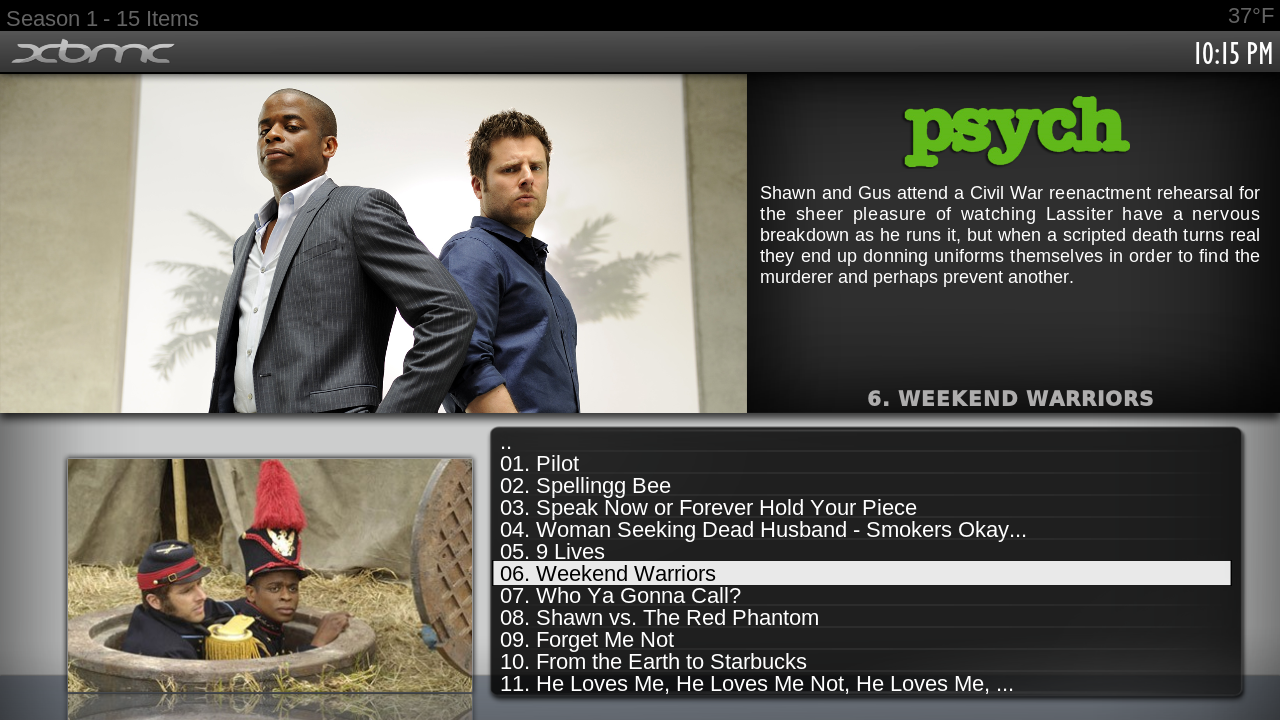 Season 1 - 15 Items
37°F
xbmc
10:15 PM
psych
Shawn and Gus attend a Civil War reenactment rehearsal for
the sheer pleasure of watching Lassiter have a nervous
breakdown as he runs it, but when a scripted death turns real
they end up donning uniforms themselves in order to find the
murderer and perhaps prevent another.
6. WEEKEND WARRIORS
..
01. Pilot
02. Spellingg Bee
03. Speak Now or Forever Hold Your Piece
04. Woman Seeking Dead Husband - Smokers Okay...
05. 9 Lives
06. Weekend Warriors
07. Who Ya Gonna Call?
08. Shawn vs. The Red Phantom
09. Forget Me Not
10. From the Earth to Starbucks
11. He Loves Me, He Loves Me Not, He Loves Me, ...